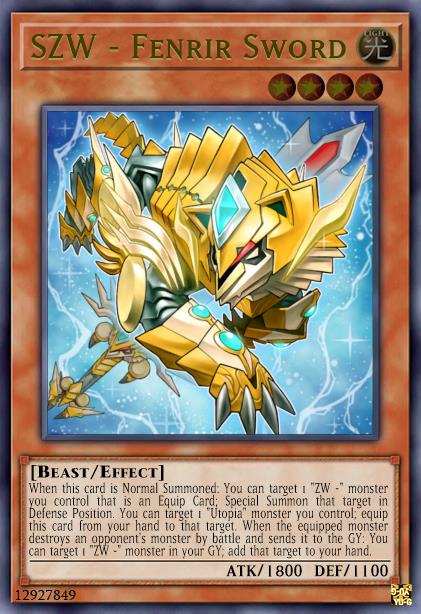 SZW - Fenrir Sword
LIGHT
光
[Beast/Effect]
When this card is Normal Summoned: You can target 1 "ZW -" monster
you control that is an Equip Card; Special Summon that target in
Defense Position. You can target 1 "Utopia" monster you control; equip
this card from your hand to that target. When the equipped monster
destroys an opponent's monster by battle and sends it to the GY: You
can target 1 "ZW -" monster in your GY; add that target to your hand.
ATK/1800 DEF/1100
12927849